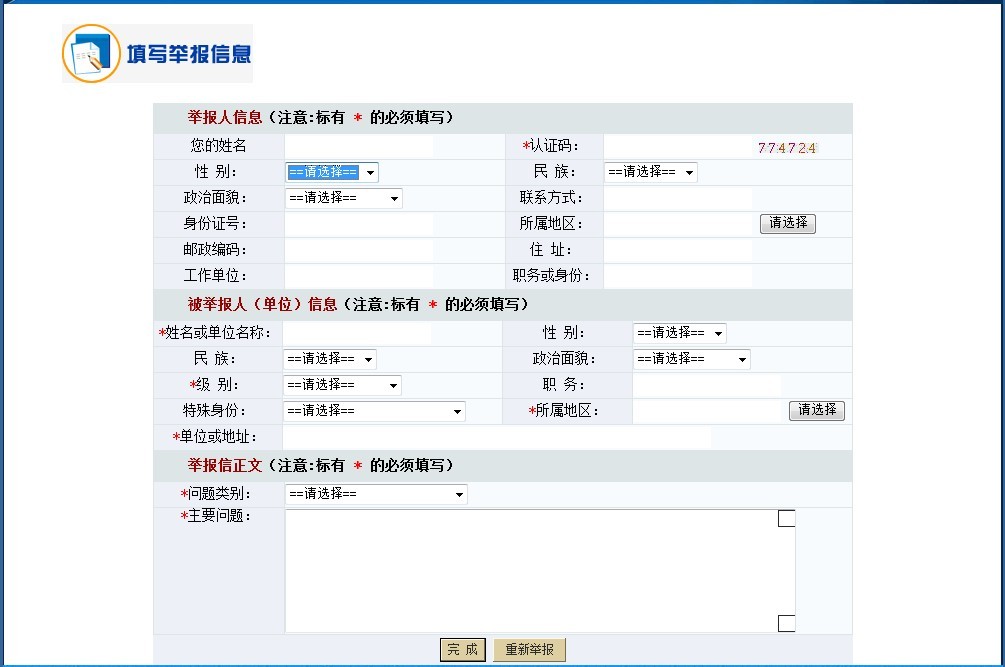 填写举报信息
举报人信息（注意:标有 * 的必须填写）
您的姓名 *认证码： 774724
性 别： ==请选择== 民 族： ==请选择==
政治面貌： ==请选择== 联系方式：
身份证号： 所属地区： 请选择
邮政编码： 住 址：
工作单位： 职务或身份：
被举报人（单位）信息（注意:标有 * 的必须填写）
*姓名或单位名称： 性 别： ==请选择==
民 族： ==请选择== 政治面貌： ==请选择==
*级 别： ==请选择== 职 务：
特殊身份： ==请选择== *所属地区： 请选择
*单位或地址：
举报信正文（注意:标有 * 的必须填写）
*问题类别： ==请选择==
*主要问题：
完 成 重新举报